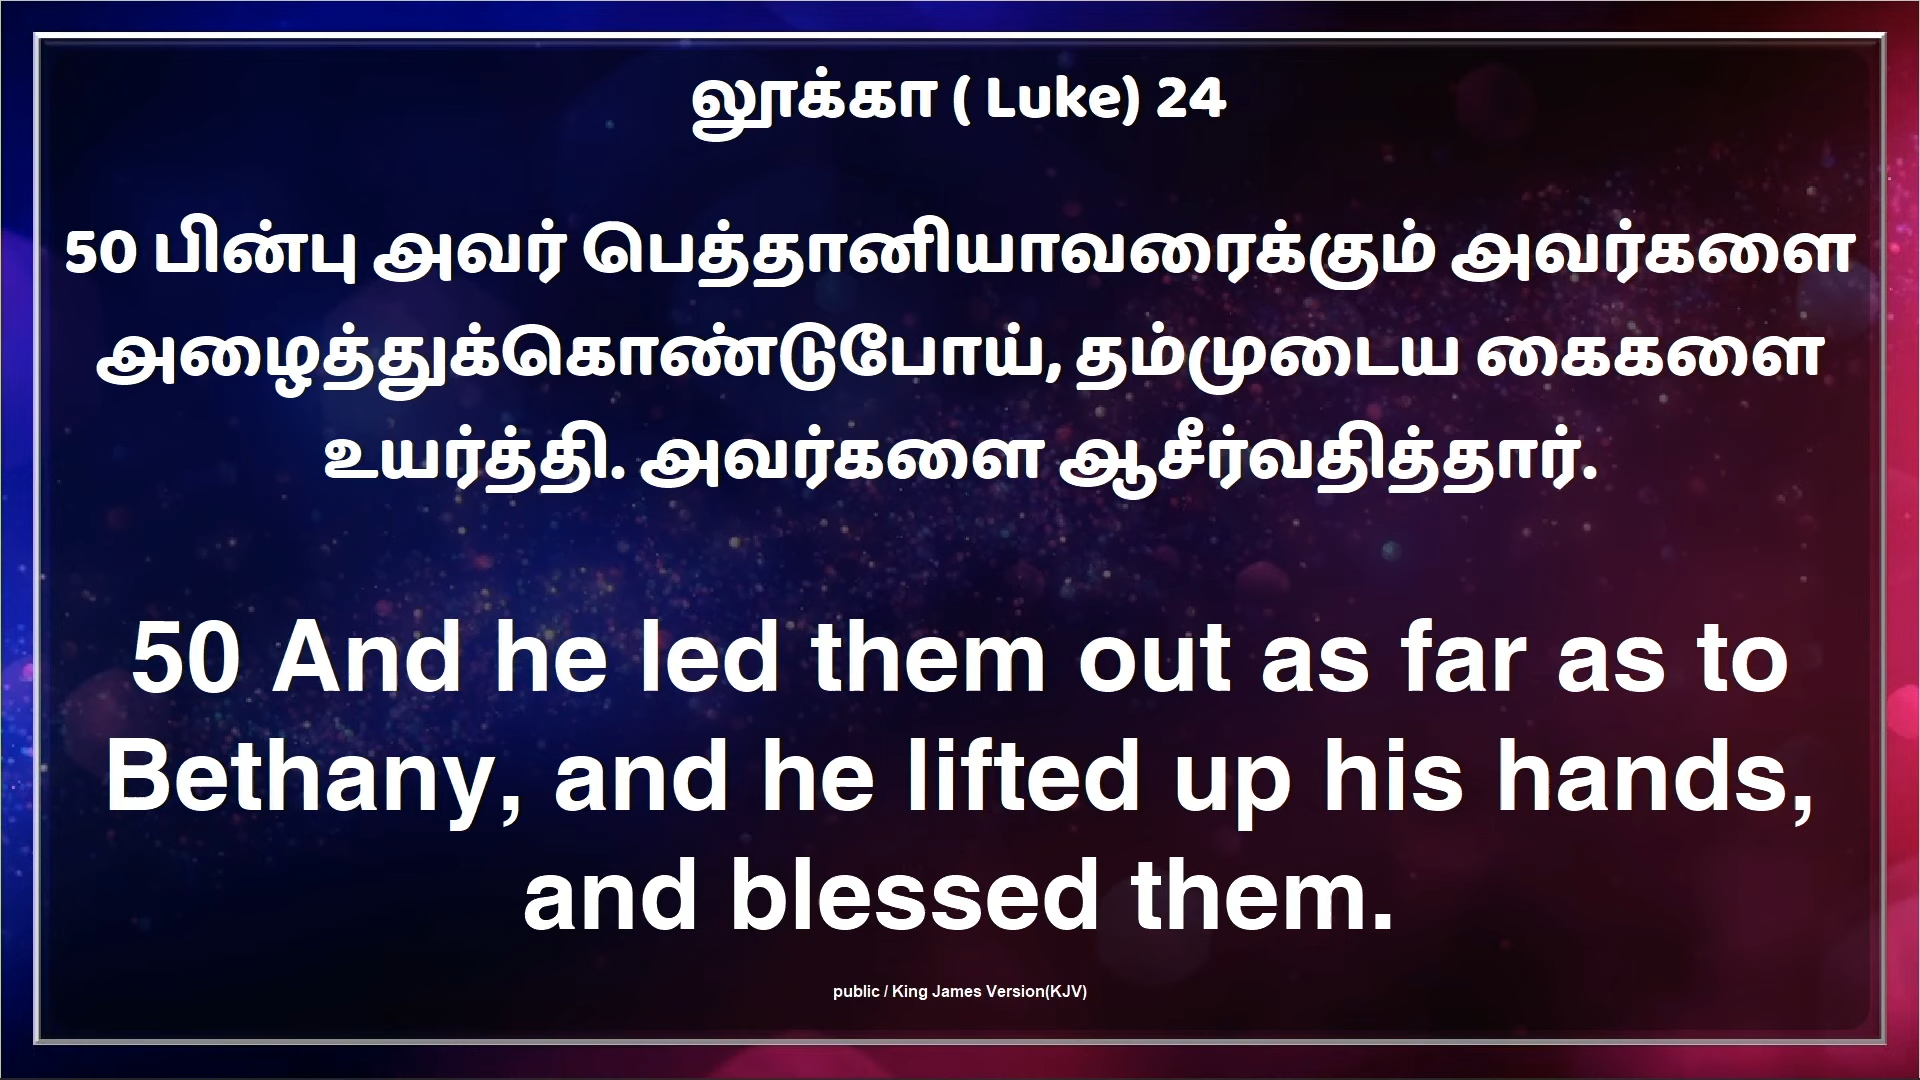 லூக்கா ( Luke) 24
50 பின்பு அவர் பெத்தானியாவரைக்கும் அவர்களை
அழைத்துக்கொண்டுபோய், தம்முடைய கைகளை
உயர்த்தி. அவர்களை ஆசீர்வதித்தார்.
50 And he led them out as far as to
Bethany, and he lifted up his hands,
and blessed them.
public / King James Version(KJV)